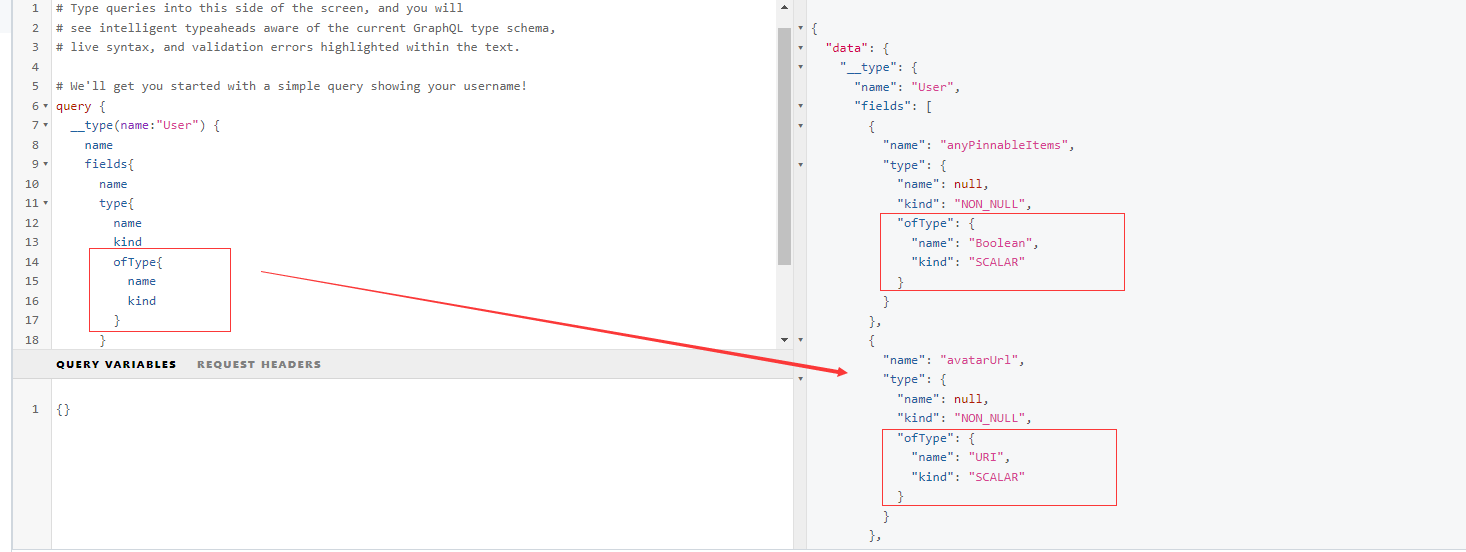 1 # Type queries into this side of the screen, and you will
2 # see intelligent typeaheads aware of the current GraphQL type schema,
3 # live syntax, and validation errors highlighted within the text.
4
5 # We'll get you started with a simple query showing your username!
6 query {
7 __type(name:"User") {
8 name
9 fields{
10 name
11 type{
12 name
13 kind
14 ofType{
15 name
16 kind
17 }
18 }
QUERY VARIABLES REQUEST HEADERS
1 {}
{
"data": {
"__type": {
"name": "User",
"fields": [
{
"name": "anyPinnableItems",
"type": {
"name": null,
"kind": "NON_NULL",
"ofType": {
"name": "Boolean",
"kind": "SCALAR"
}
}
},
{
"name": "avatarUrl",
"type": {
"name": null,
"kind": "NON_NULL",
"ofType": {
"name": "URI",
"kind": "SCALAR"
}
}
},